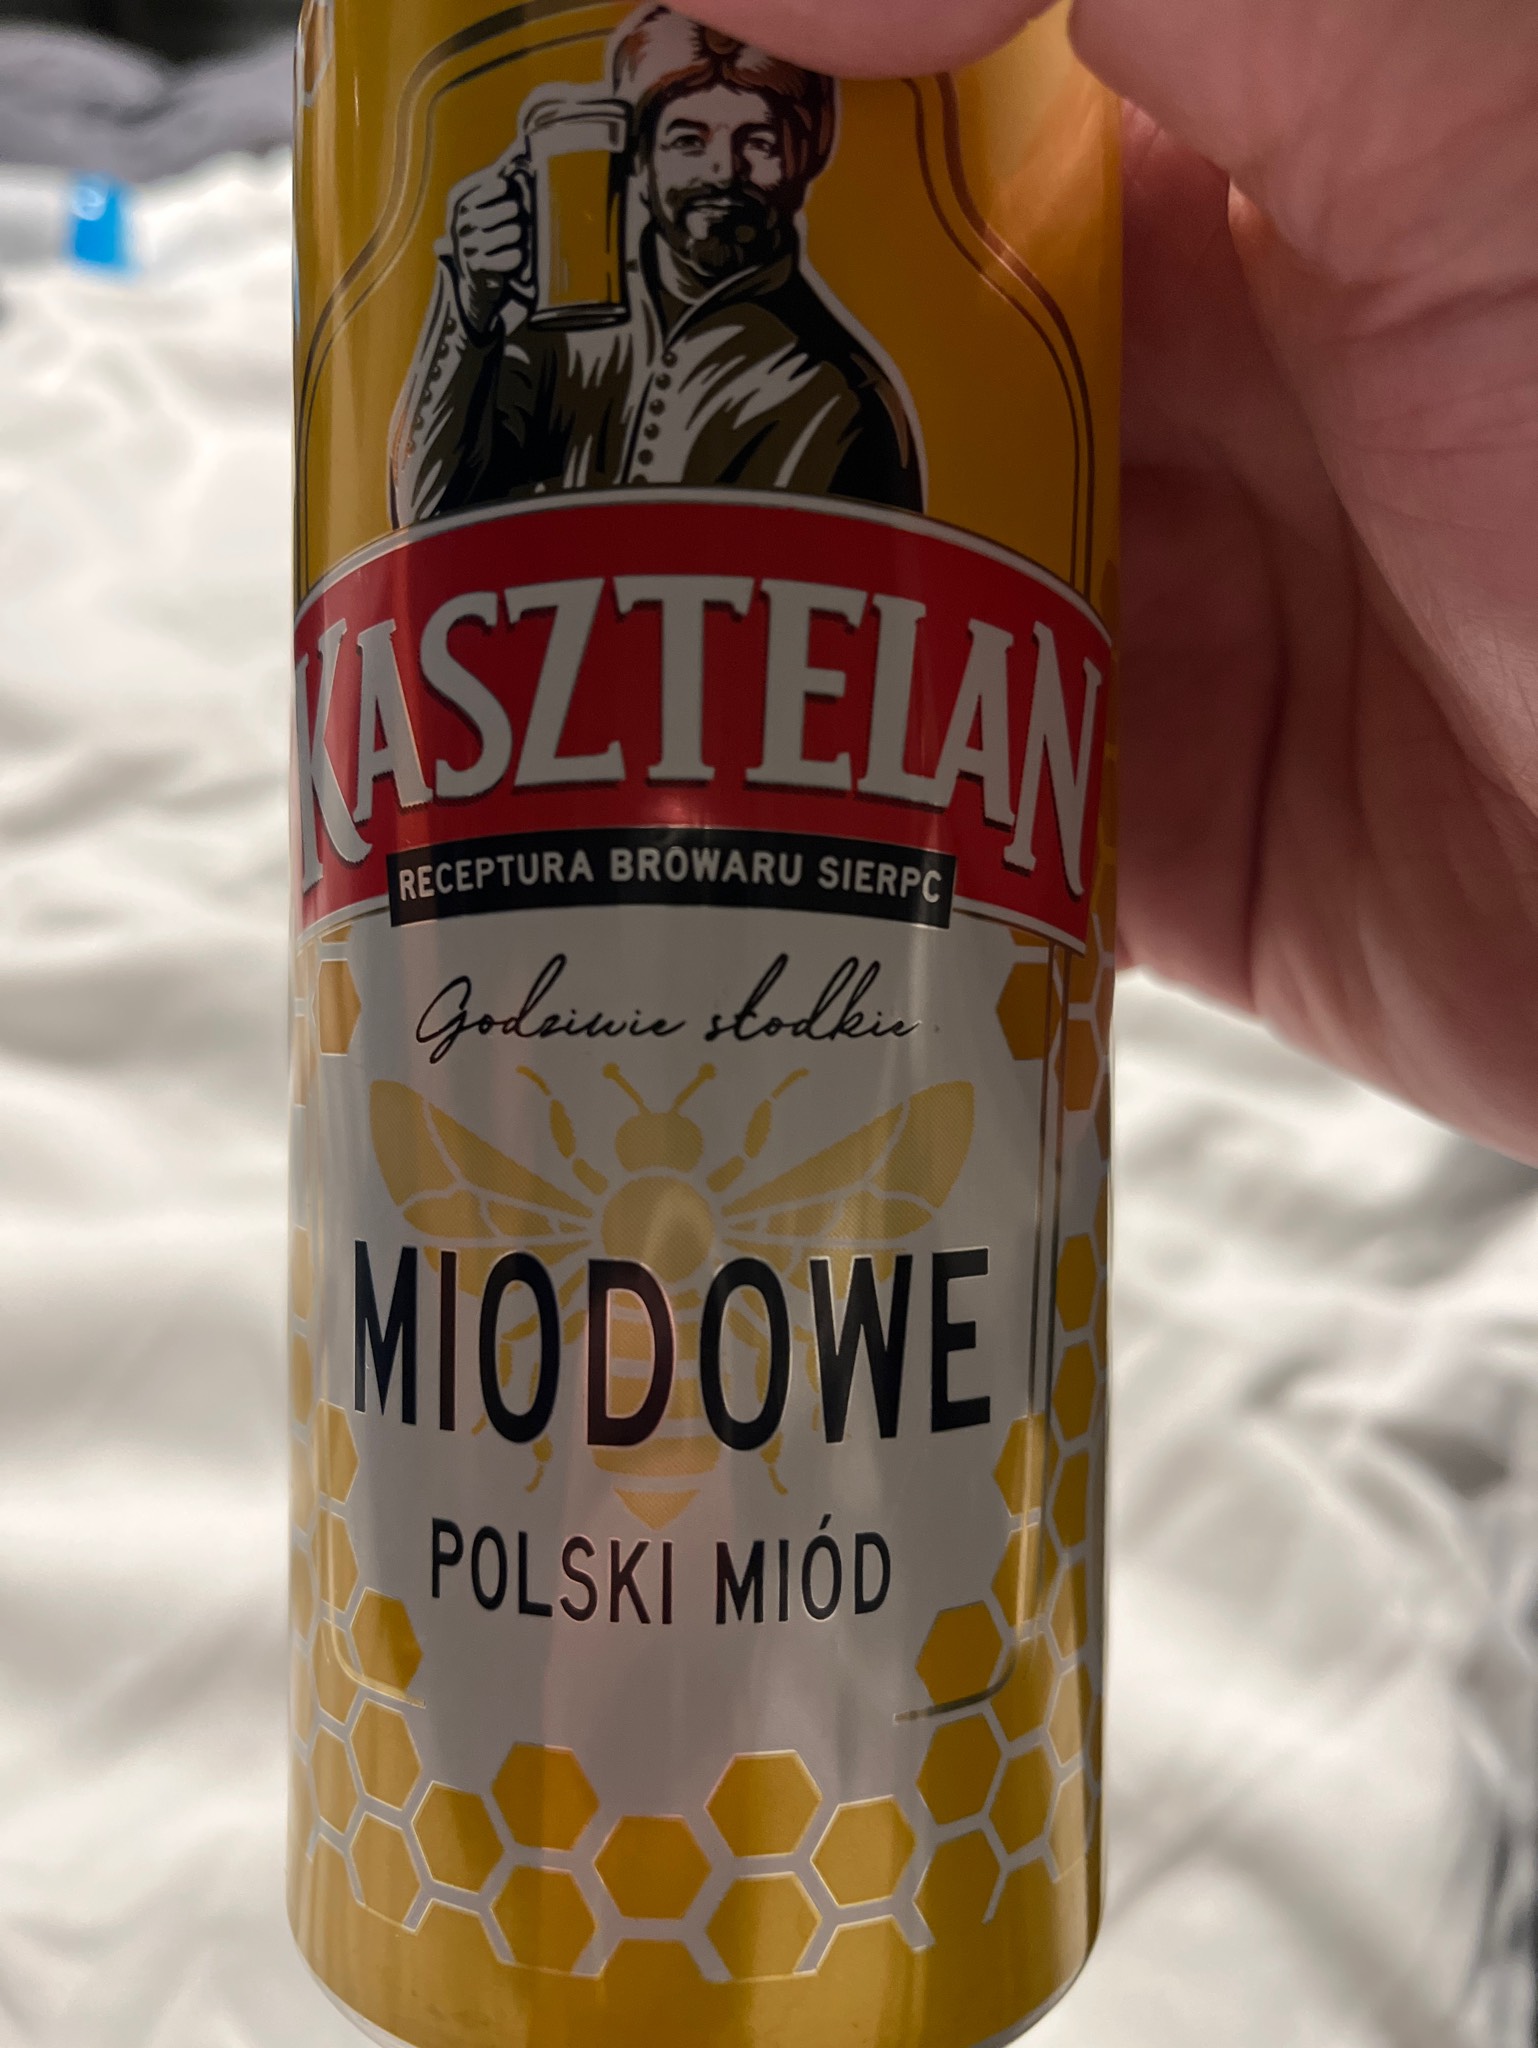 KASZTELAN
RECEPTURA BROWARU SIERPC
Godziwie słodkie
MIODOWE
POLSKI MIÓD